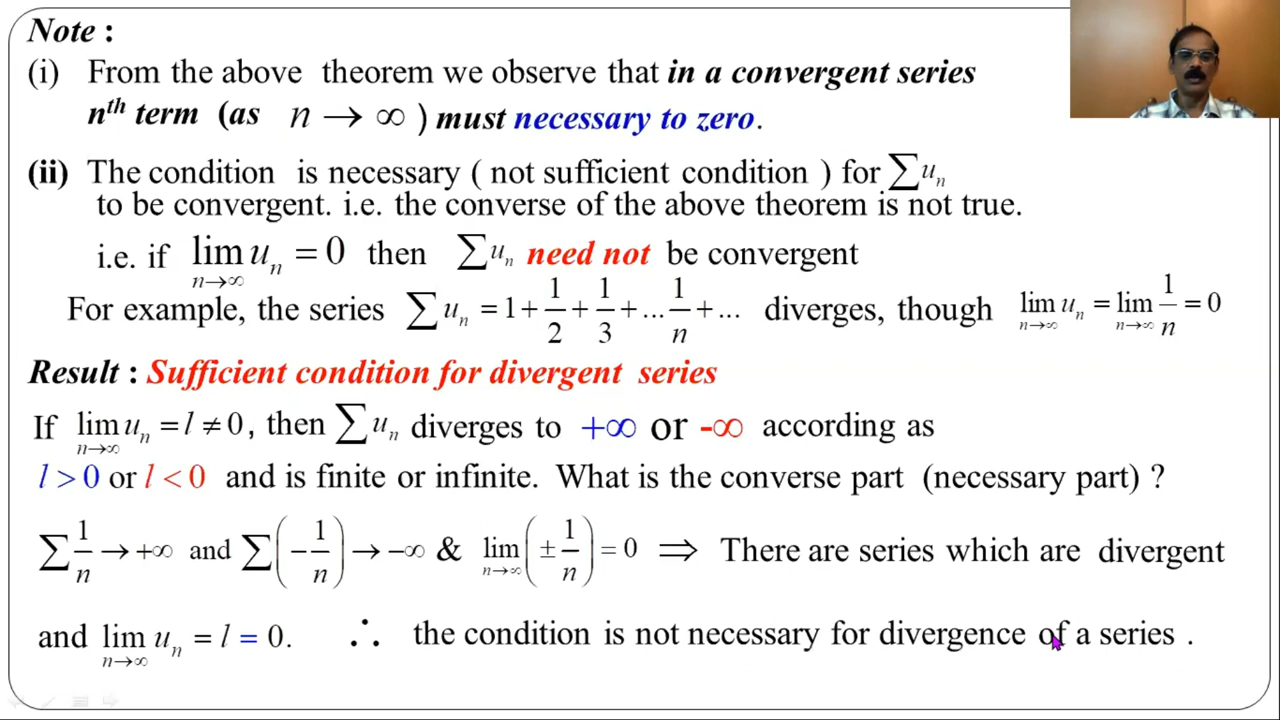 Note :
(i) From the above theorem we observe that in a convergent series
nth term (as n → ∞ ) must necessary to zero.
(ii) The condition is necessary ( not sufficient condition ) for ∑uₙ
to be convergent. i.e. the converse of the above theorem is not true.
i.e. if lim n→∞ uₙ = 0 then ∑uₙ need not be convergent
For example, the series ∑ uₙ = 1 + 1/2 + 1/3 + ... 1/n + ... diverges, though lim n→∞ uₙ = lim n→∞ 1/n = 0
Result : Sufficient condition for divergent series
If lim n→∞ uₙ = l ≠ 0, then ∑ uₙ diverges to +∞ or -∞ according as
l > 0 or l < 0 and is finite or infinite. What is the converse part (necessary part) ?
∑ 1/n → +∞ and ∑ (−1/n) → −∞ & lim n→∞ (± 1/n) = 0 ⇒ There are series which are divergent
and lim n→∞ uₙ = l = 0. ∴ the condition is not necessary for divergence of a series .